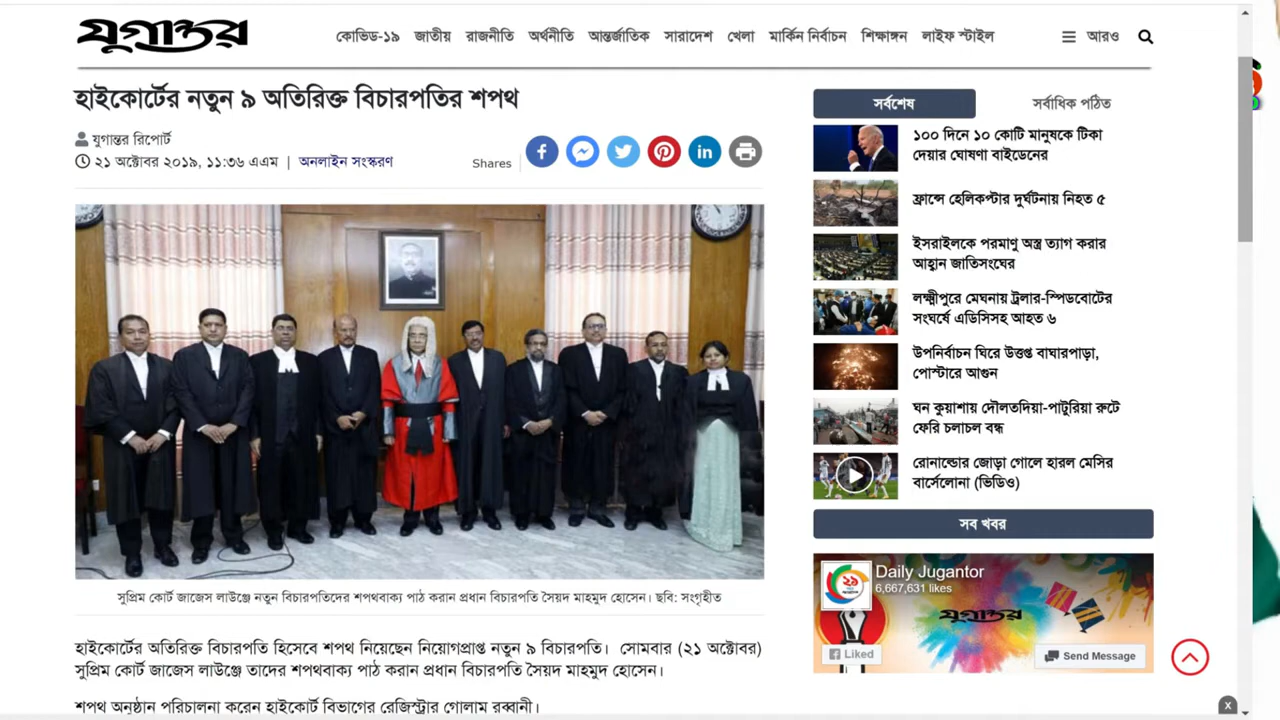 যুগান্তর
কোভিড-১৯ জাতীয় রাজনীতি অর্থনীতি আন্তর্জাতিক সারাদেশ খেলা মার্কিন নির্বাচন শিক্ষাঙ্গন লাইফ স্টাইল আরও
হাইকোর্টের নতুন ৯ অতিরিক্ত বিচারপতির শপথ
যুগান্তর রিপোর্ট
২১ অক্টোবর ২০১৯, ১১:৩৬ এএম | অনলাইন সংস্করণ
Shares
সুপ্রিম কোর্ট জাজেস লাউঞ্জে নতুন বিচারপতিদের শপথবাক্য পাঠ করান প্রধান বিচারপতি সৈয়দ মাহমুদ হোসেন। ছবি: সংগৃহীত
হাইকোর্টের অতিরিক্ত বিচারপতি হিসেবে শপথ নিয়েছেন নিয়োগপ্রাপ্ত নতুন ৯ বিচারপতি। সোমবার (২১ অক্টোবর)
সুপ্রিম কোর্ট জাজেস লাউঞ্জে তাদের শপথবাক্য পাঠ করান প্রধান বিচারপতি সৈয়দ মাহমুদ হোসেন।
শপথ অনুষ্ঠান পরিচালনা করেন হাইকোর্ট বিভাগের রেজিস্ট্রার গোলাম রব্বানী।
সর্বশেষ সর্বাধিক পঠিত
১০০ দিনে ১০ কোটি মানুষকে টিকা
দেয়ার ঘোষণা বাইডেনের
ফ্রান্সে হেলিকপ্টার দুর্ঘটনায় নিহত ৫
ইসরাইলকে পরমাণু অস্ত্র ত্যাগ করার
আহ্বান জাতিসংঘের
লক্ষ্মীপুরে মেঘনায় ট্রলার-স্পিডবোটের
সংঘর্ষে এডিসিসহ আহত ৬
উপনির্বাচন ঘিরে উত্তপ্ত বাঘারপাড়া,
পোস্টারে আগুন
ঘন কুয়াশায় দৌলতদিয়া-পাটুরিয়া রুটে
ফেরি চলাচল বন্ধ
রোনাল্ডোর জোড়া গোলে হারল মেসির
বার্সেলোনা (ভিডিও)
সব খবর
Daily Jugantor
6,667,631 likes
২১
যুগান্তর
Liked
Send Message
X